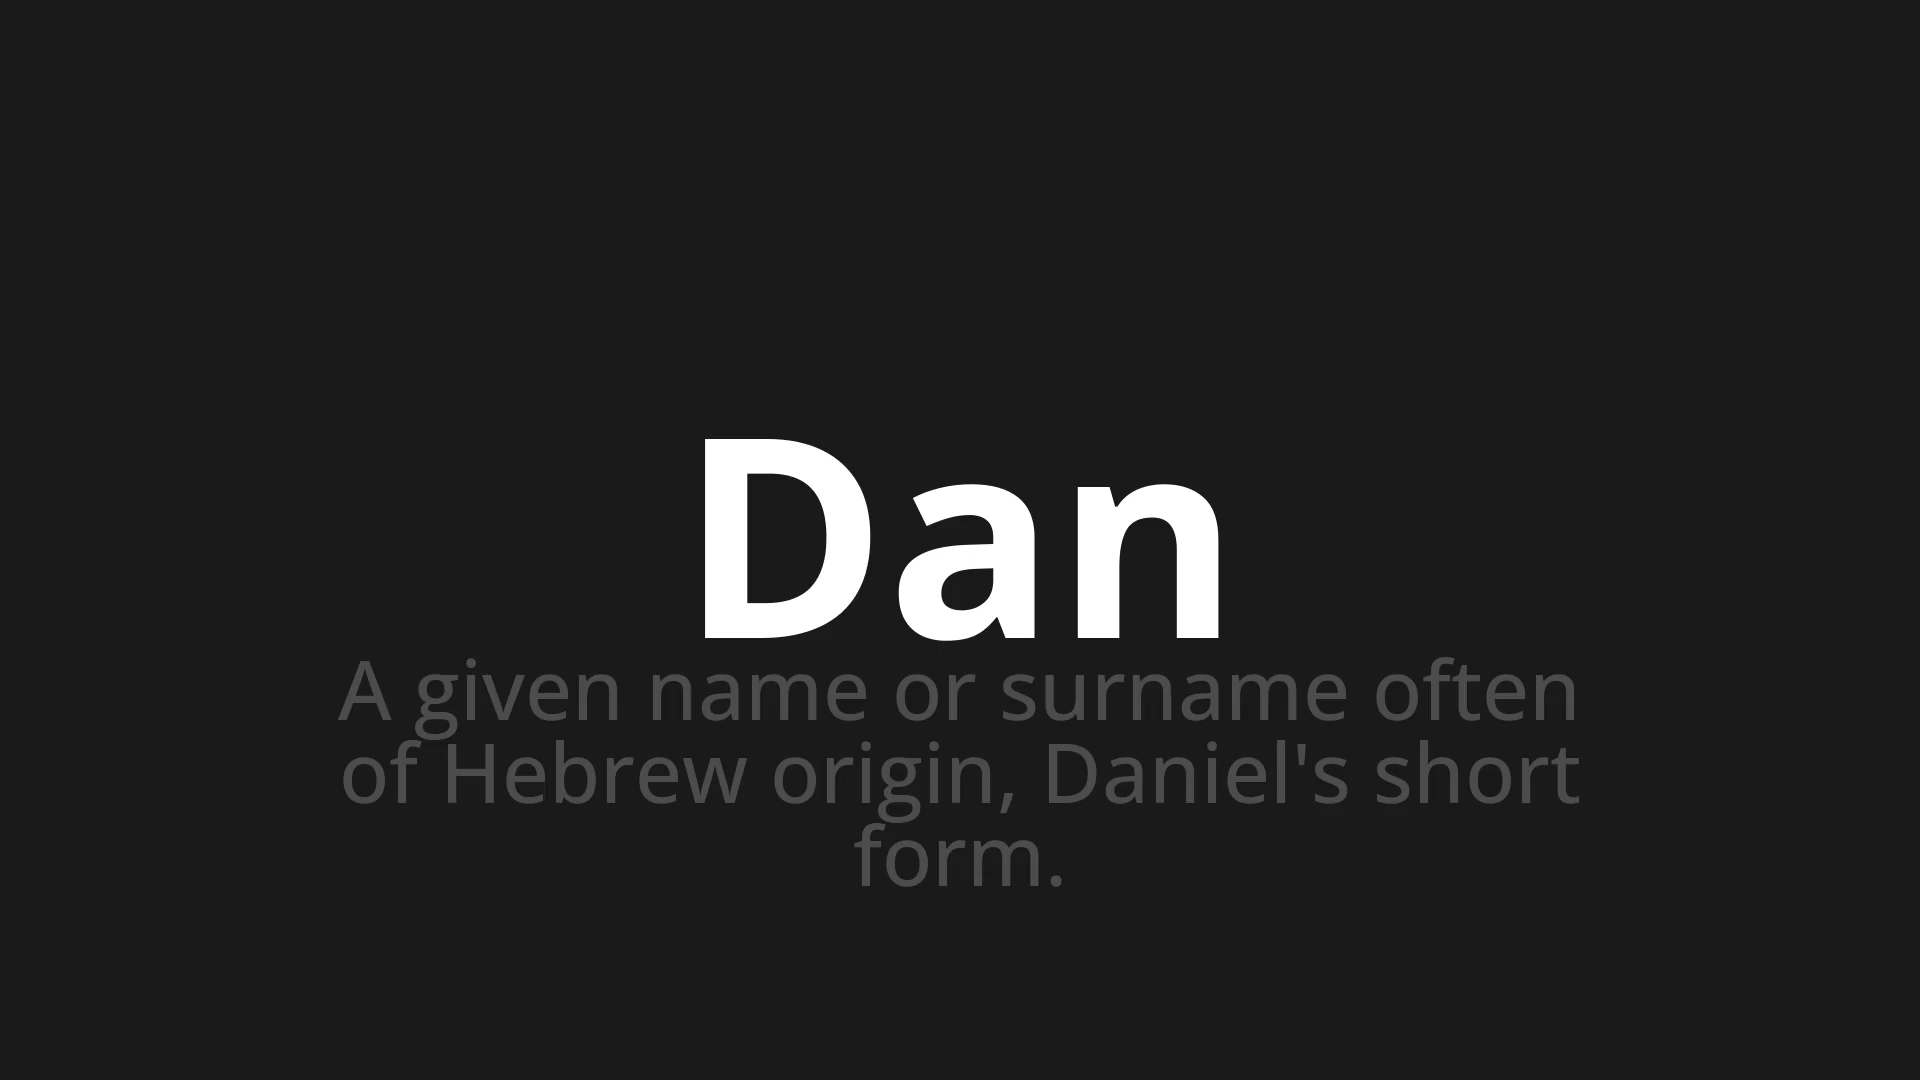 Dan
A given name or surname often
of Hebrew origin, Daniel's short
form.